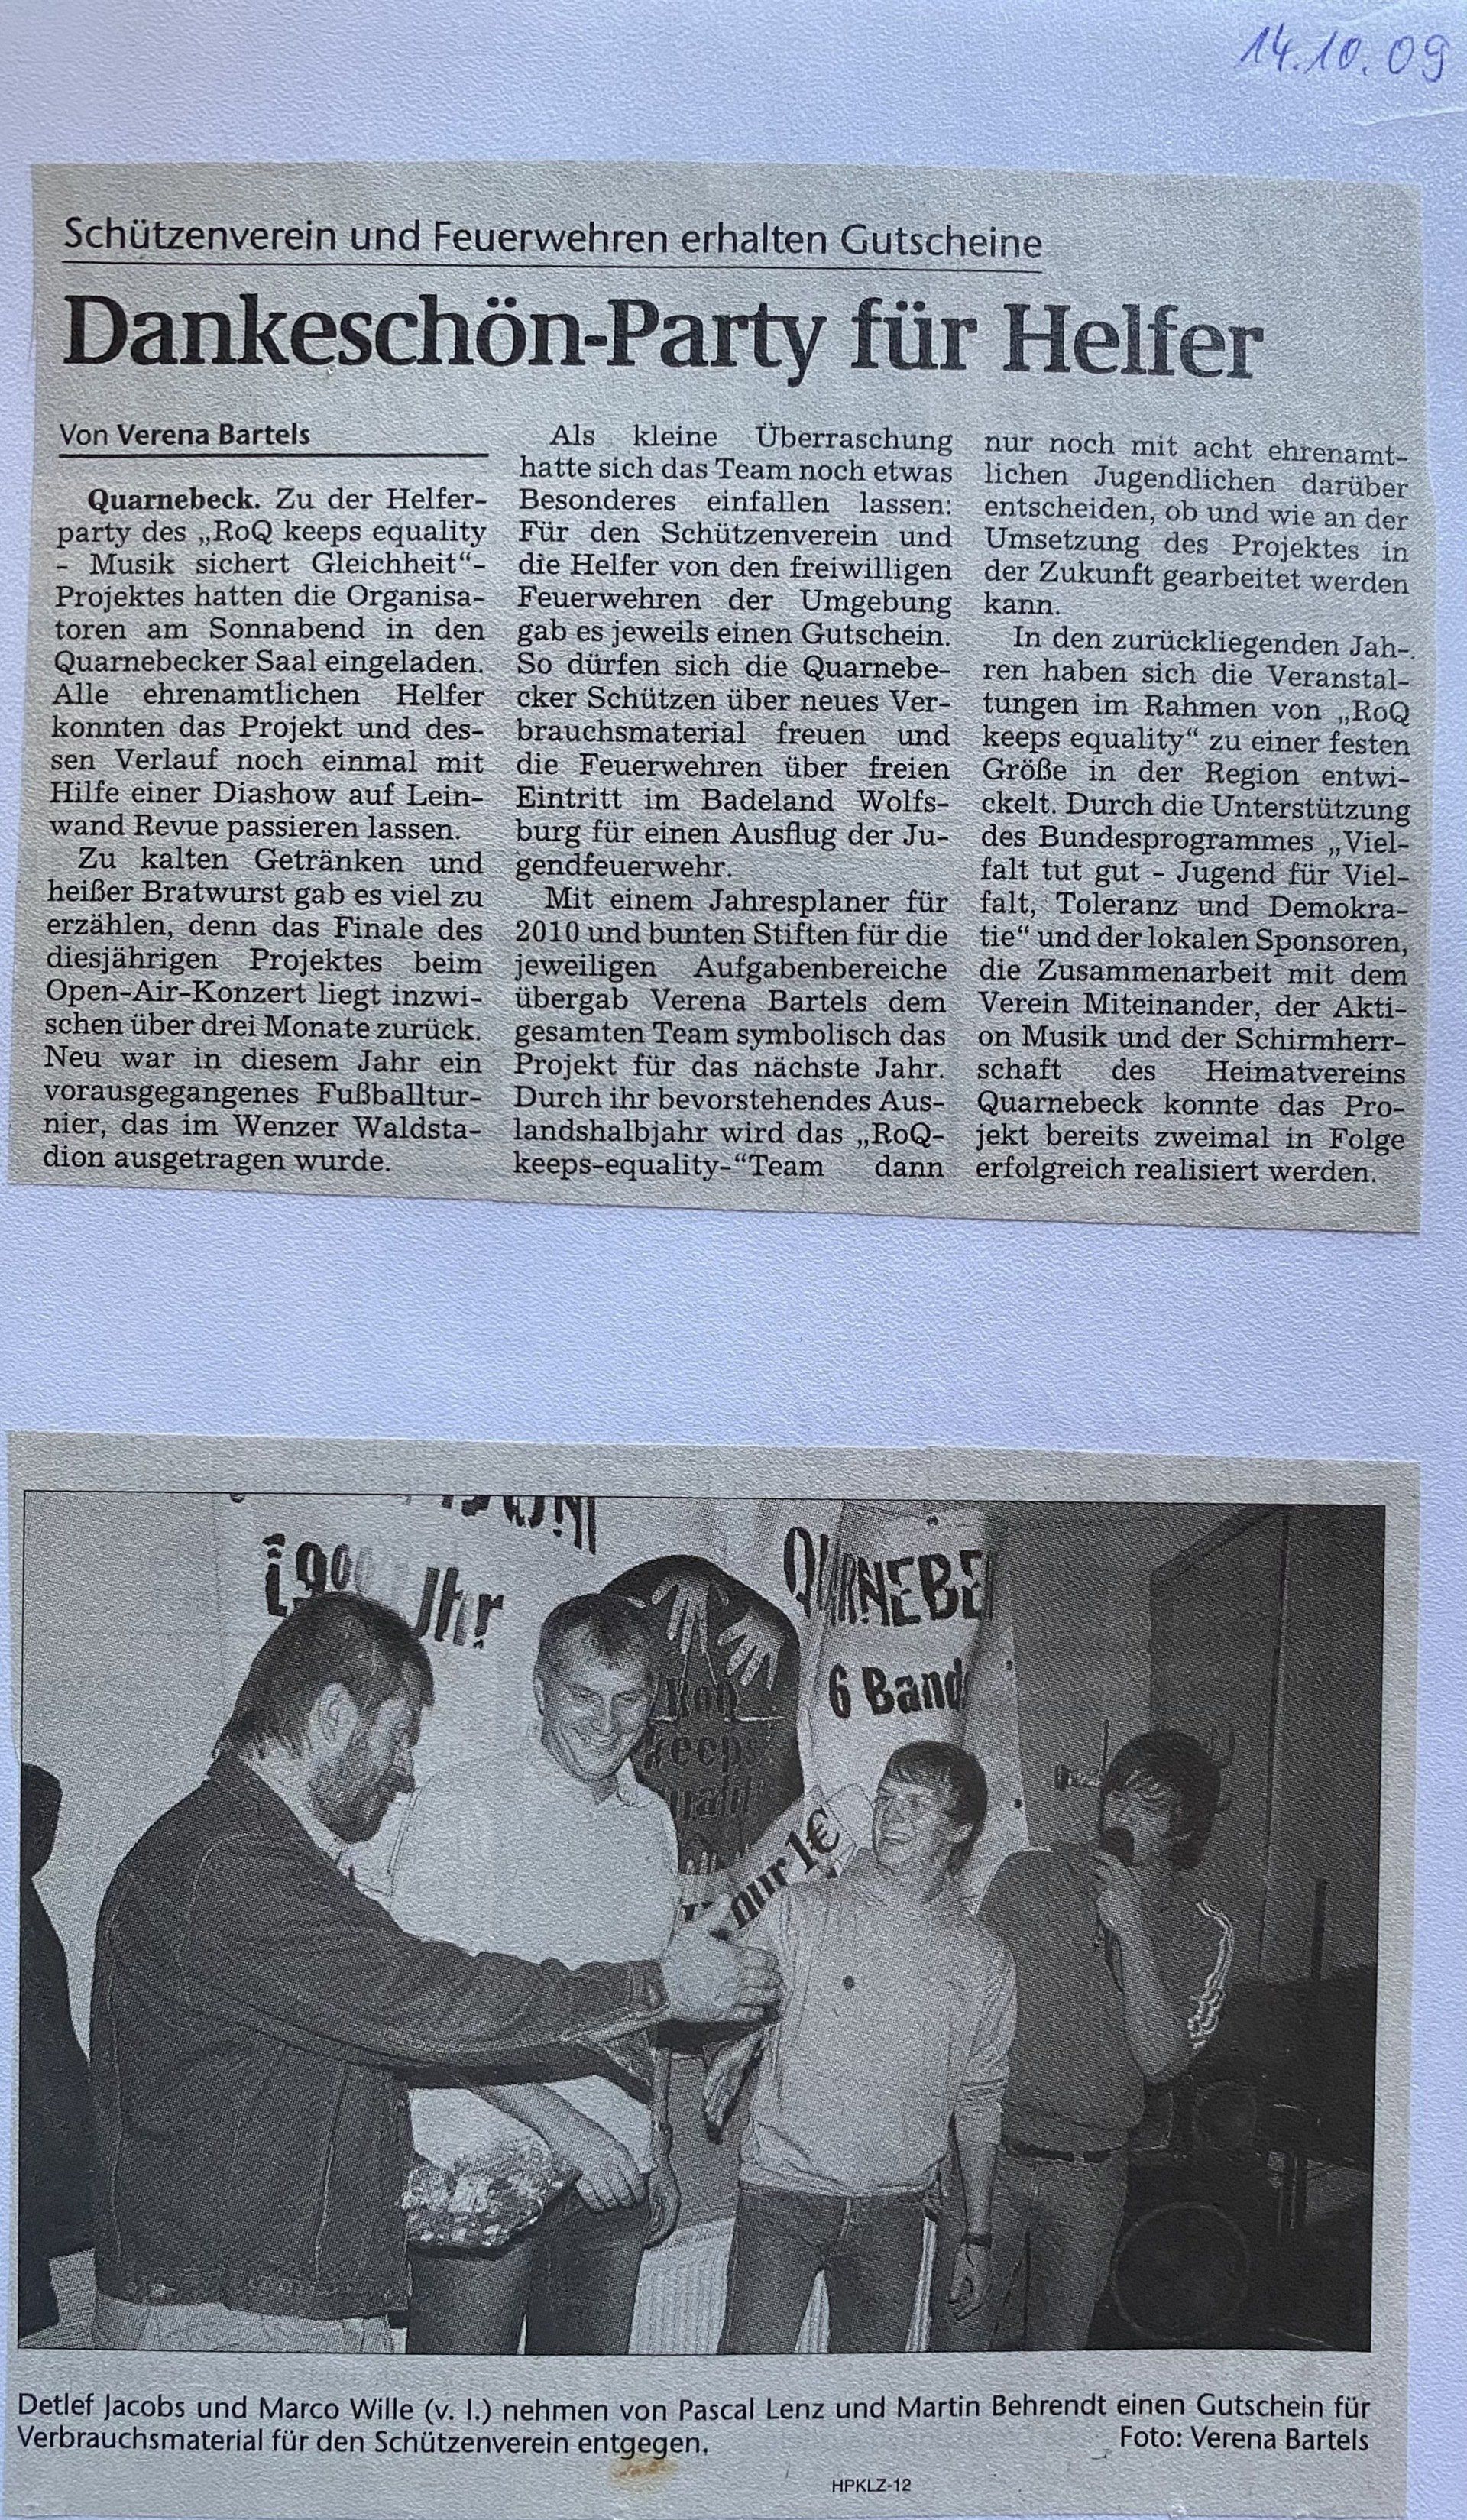 14.10.09
Schützenverein und Feuerwehren erhalten Gutscheine
Dankeschön-Party für Helfer
Von Verena Bartels
Quarnebeck. Zu der Helfer-
party des „RoQ keeps equality
- Musik sichert Gleichheit“-
Projektes hatten die Organisa-
toren am Sonnabend in den
Quarnebecker Saal eingeladen.
Alle ehrenamtlichen Helfer
konnten das Projekt und des-
sen Verlauf noch einmal mit
Hilfe einer Diashow auf Lein-
wand Revue passieren lassen.
Zu kalten Getränken und
heißer Bratwurst gab es viel zu
erzählen, denn das Finale des
diesjährigen Projektes beim
Open-Air-Konzert liegt inzwi-
schen über drei Monate zurück.
Neu war in diesem Jahr ein
vorausgegangenes Fußballtur-
nier, das im Wenzer Waldsta-
dion ausgetragen wurde.
Als kleine Überraschung
hatte sich das Team noch etwas
Besonderes einfallen lassen:
Für den Schützenverein und
die Helfer von den freiwilligen
Feuerwehren der Umgebung
gab es jeweils einen Gutschein.
So dürfen sich die Quarnebe-
cker Schützen über neues Ver-
brauchsmaterial freuen und
die Feuerwehren über freien
Eintritt im Badeland Wolfs-
burg für einen Ausflug der Ju-
gendfeuerwehr.
Mit einem Jahresplaner für
2010 und bunten Stiften für die
jeweiligen Aufgabenbereiche
übergab Verena Bartels dem
gesamten Team symbolisch das
Projekt für das nächste Jahr.
Durch ihr bevorstehendes Aus-
landshalbjahr wird das „RoQ-
keeps-equality-“Team dann
nur noch mit acht ehrenamt-
lichen Jugendlichen darüber
entscheiden, ob und wie an der
Umsetzung des Projektes in
der Zukunft gearbeitet werden
kann.
In den zurückliegenden Jah-
ren haben sich die Veranstal-
tungen im Rahmen von „RoQ
keeps equality“ zu einer festen
Größe in der Region entwi-
ckelt. Durch die Unterstützung
des Bundesprogrammes „Viel-
falt tut gut - Jugend für Viel-
falt, Toleranz und Demokra-
tie“ und der lokalen Sponsoren,
die Zusammenarbeit mit dem
Verein Miteinander, der Akti-
on Musik und der Schirmherr-
schaft des Heimatvereins
Quarnebeck konnte das Pro-
jekt bereits zweimal in Folge
erfolgreich realisiert werden.
QUARNEBE
6 Band
RoQ
keeps
nur 1€
Detlef Jacobs und Marco Wille (v. l.) nehmen von Pascal Lenz und Martin Behrendt einen Gutschein für
Verbrauchsmaterial für den Schützenverein entgegen. Foto: Verena Bartels
HPKLZ-12